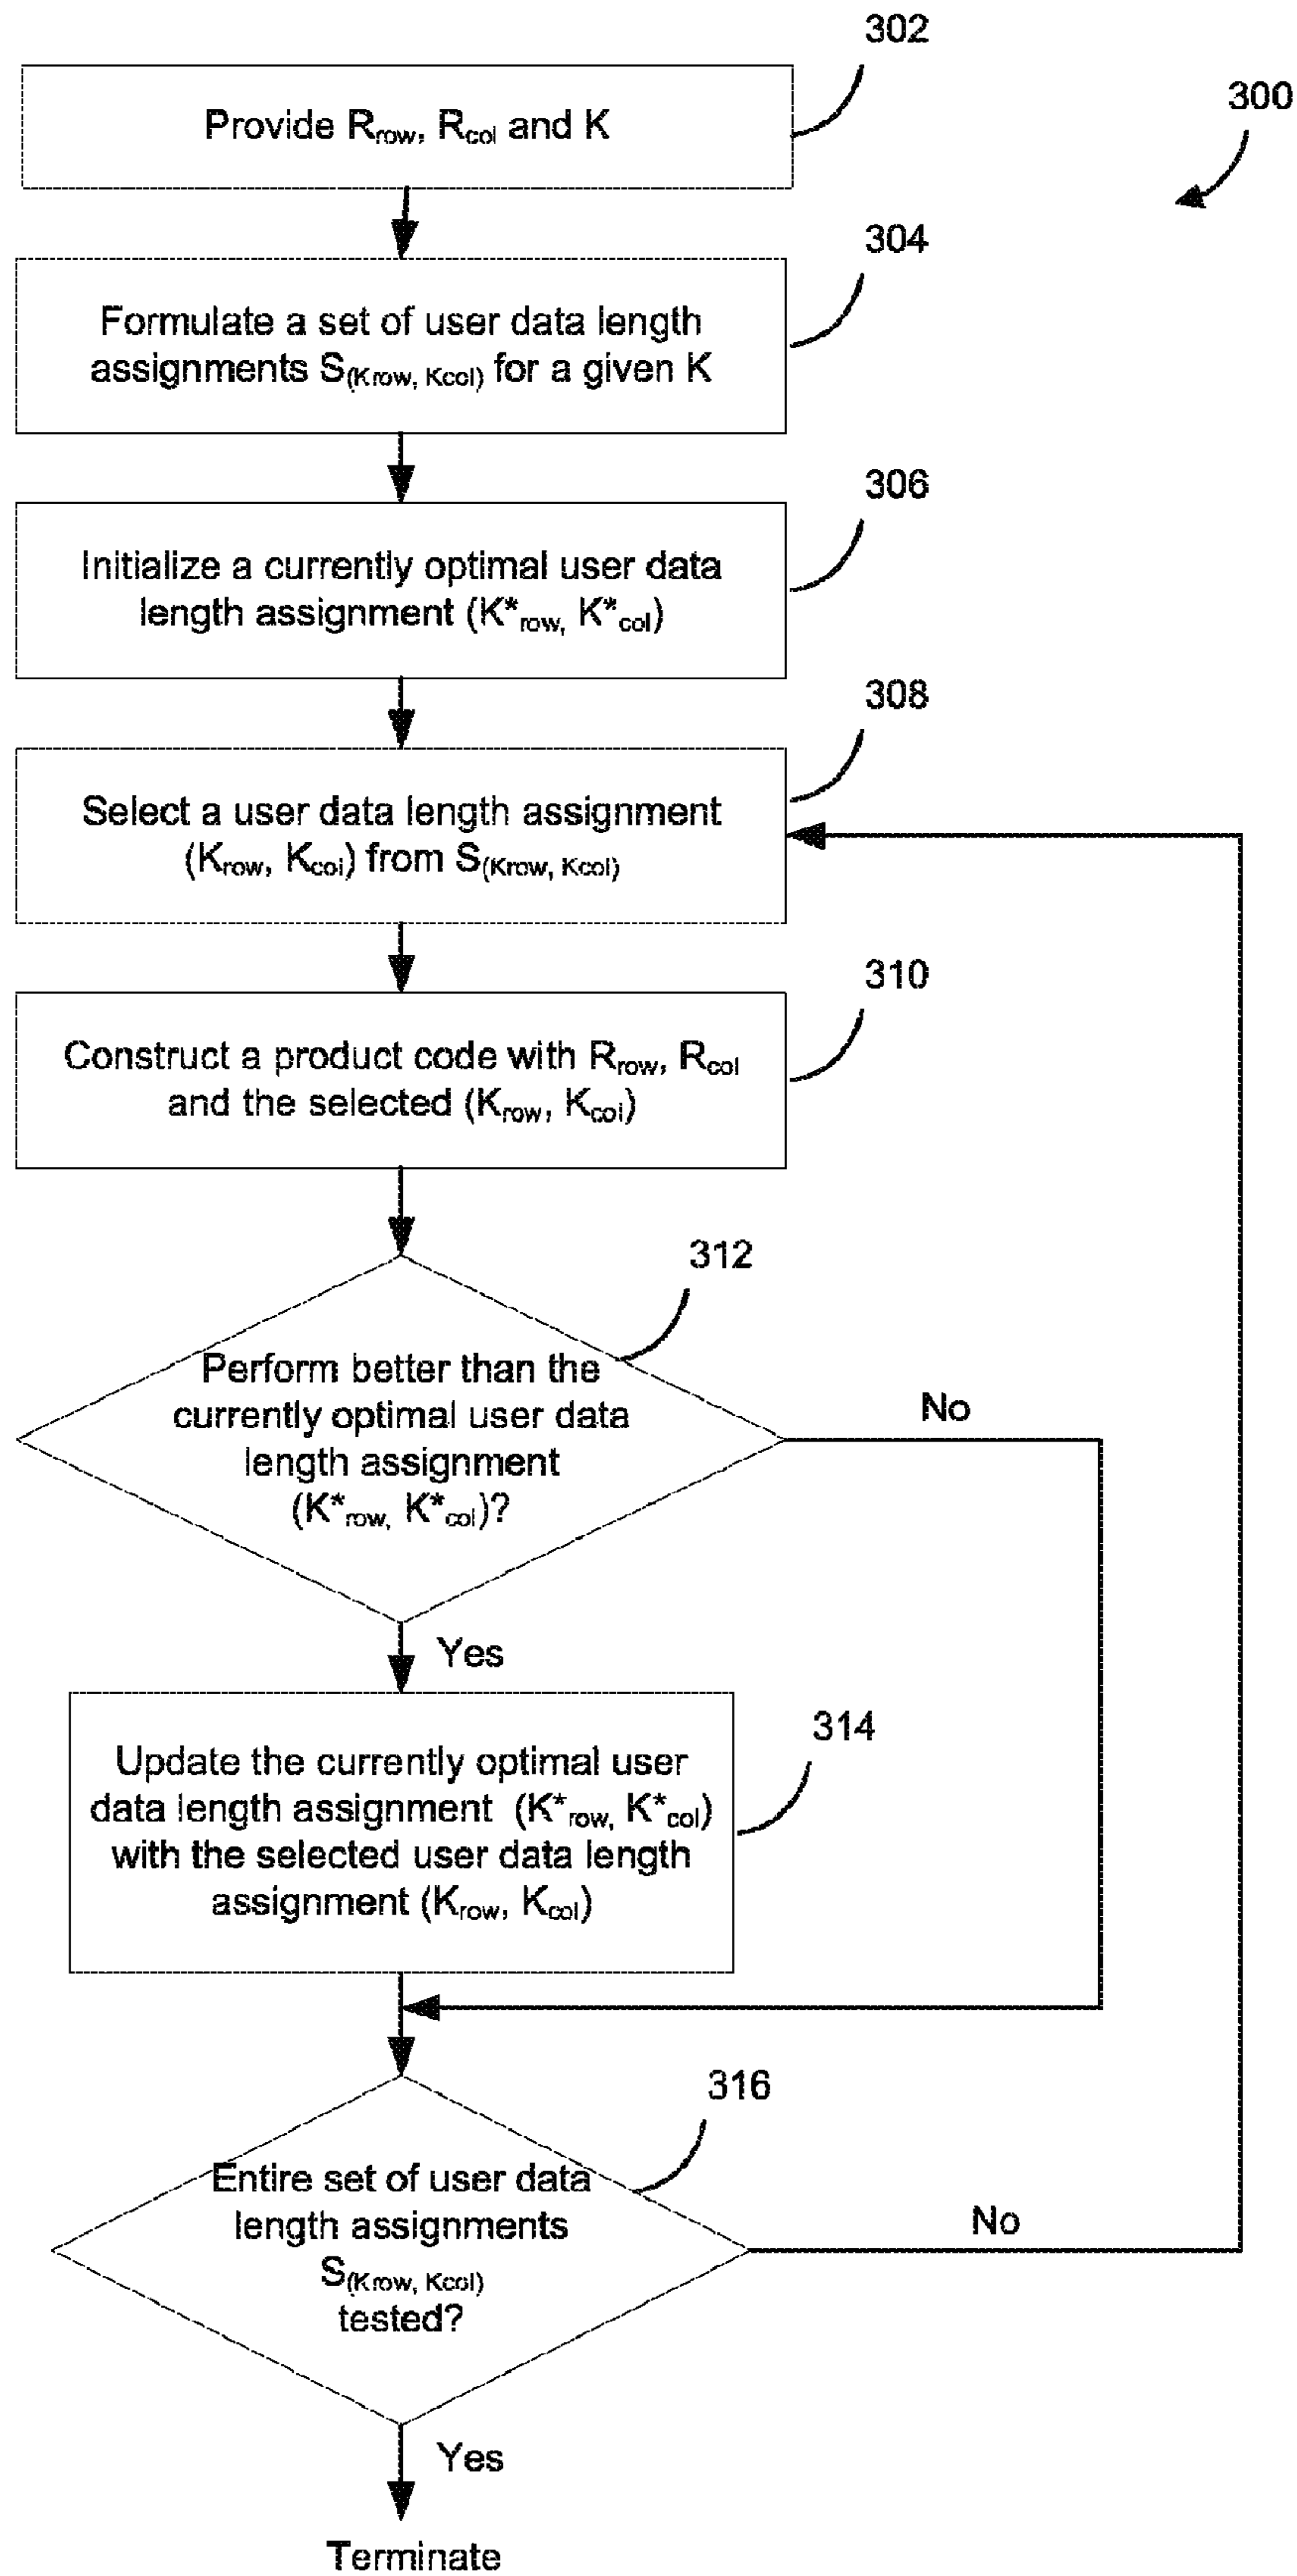 302
Provide Rrow, Rcol and K
300
304
Formulate a set of user data length
assignments S(Krow, Kcol) for a given K
306
Initialize a currently optimal user data
length assignment (K*row, K*col)
308
Select a user data length assignment
(Krow, Kcol) from S(Krow, Kcol)
310
Construct a product code with Rrow, Rcol
and the selected (Krow, Kcol)
312
Perform better than the
currently optimal user data
length assignment
(K*row, K*col)?
No
Yes
314
Update the currently optimal user
data length assignment (K*row, K*col)
with the selected user data length
assignment (Krow, Kcol)
316
Entire set of user data
length assignments
S(Krow, Kcol)
tested?
No
Yes
Terminate